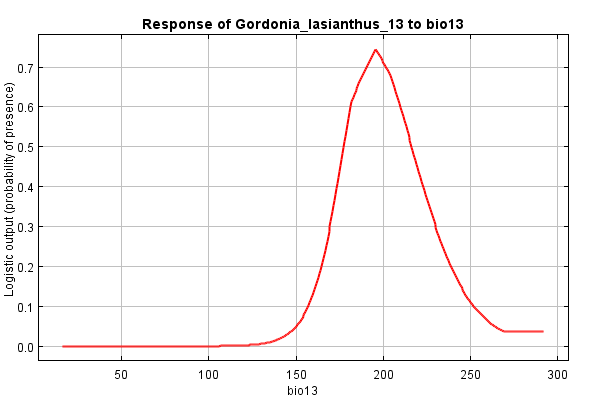 Response of Gordonia_lasianthus_13 to bio13
Logistic output (probability of presence)
0.7
0.6
0.5
0.4
0.3
0.2
0.1
0.0
50 100 150 200 250 300
bio13